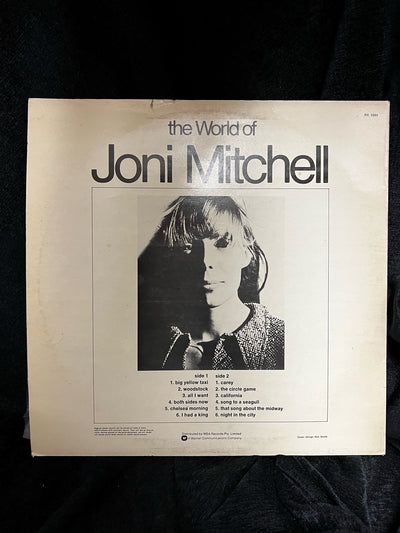 the World of
Joni Mitchell
side 1
1. big yellow taxi
2. woodstock
3. all I want
4. both sides now
5. chelsea morning
6. I had a king
side 2
1. carey
2. the circle game
3. california
4. song to a seagull
5. that song about the midway
6. night in the city
Distributed by WEA Records Pty. Limited
A Warner Communications Company